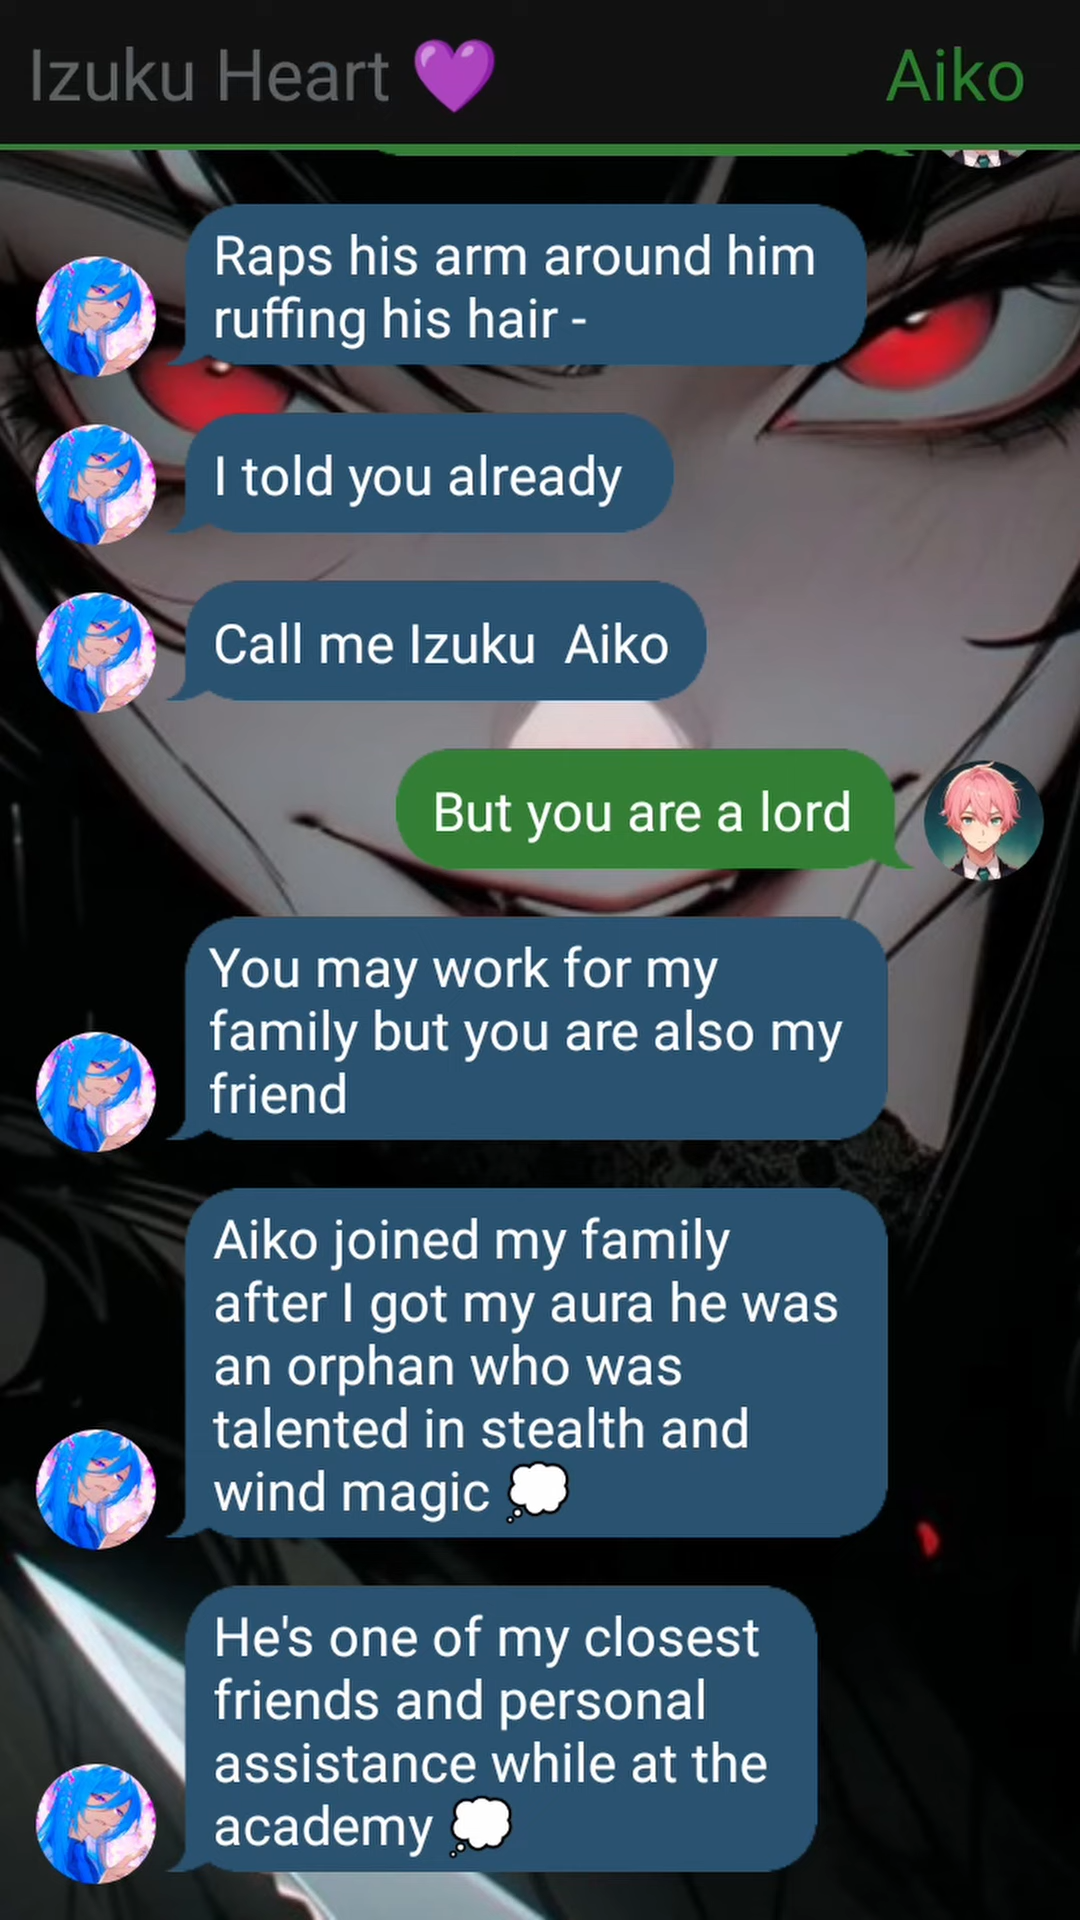 Izuku Heart 💜 Aiko
Raps his arm around him
ruffing his hair -
I told you already
Call me Izuku  Aiko
But you are a lord
You may work for my
family but you are also my
friend
Aiko joined my family
after I got my aura he was
an orphan who was
talented in stealth and
wind magic 💭
He's one of my closest
friends and personal
assistance while at the
academy 💭